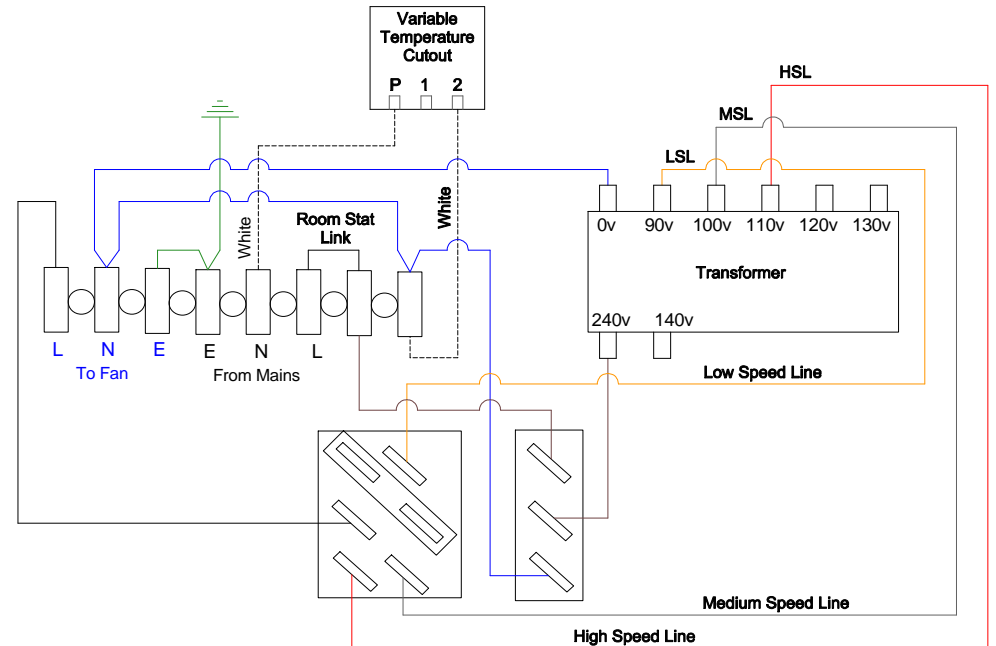 Variable
Temperature
Cutout
P 1 2
HSL
MSL
LSL
White
White
Room Stat
Link
0v 90v 100v 110v 120v 130v
Transformer
240v 140v
L N E E N L
To Fan From Mains
Low Speed Line
Medium Speed Line
High Speed Line